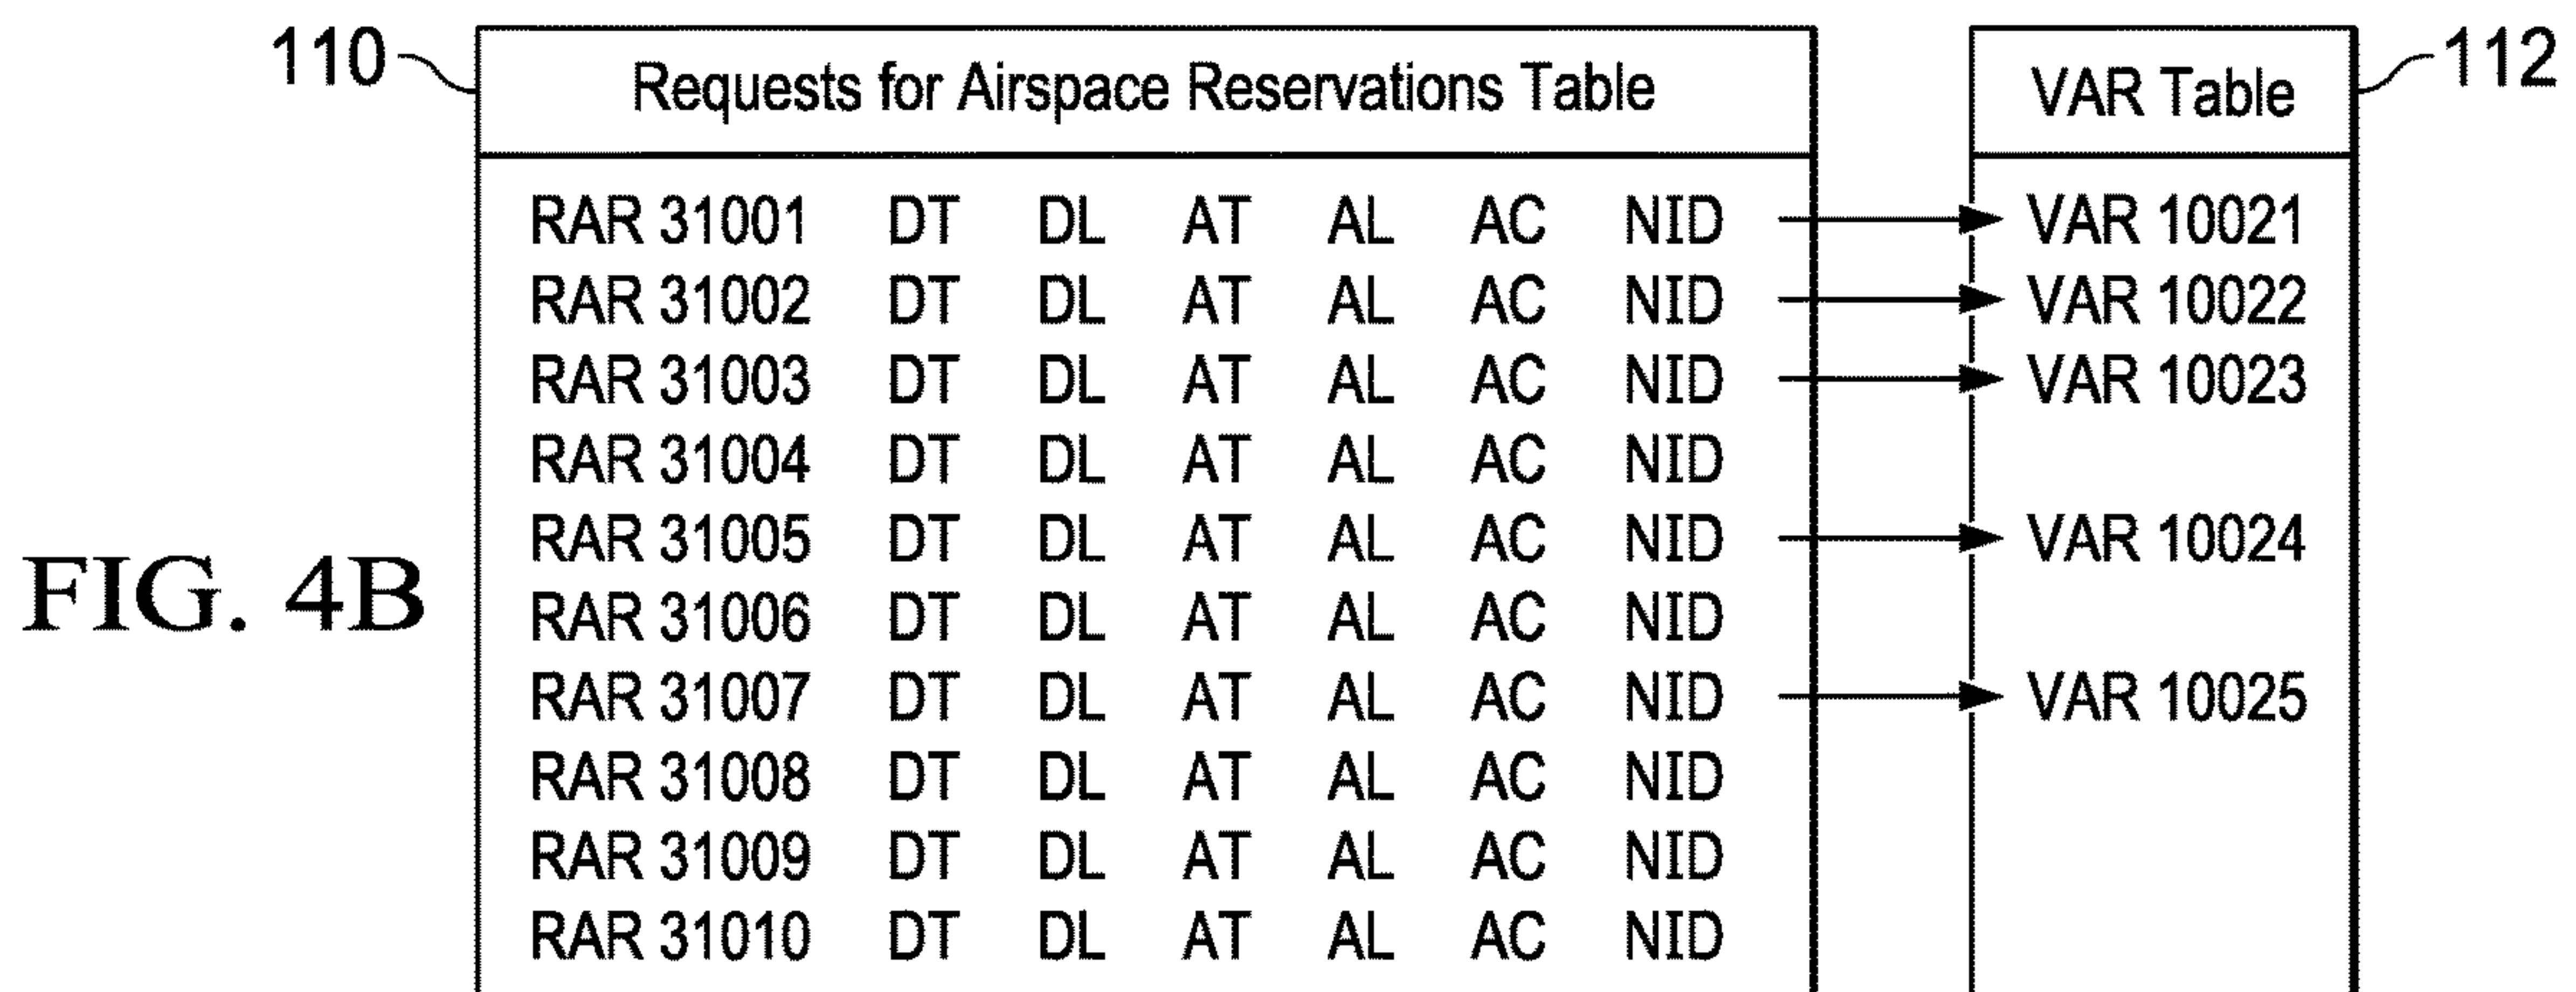 110 Requests for Airspace Reservations Table VAR Table 112
RAR 31001 DT DL AT AL AC NID VAR 10021
RAR 31002 DT DL AT AL AC NID VAR 10022
RAR 31003 DT DL AT AL AC NID VAR 10023
RAR 31004 DT DL AT AL AC NID
RAR 31005 DT DL AT AL AC NID VAR 10024
FIG. 4B
RAR 31006 DT DL AT AL AC NID
RAR 31007 DT DL AT AL AC NID VAR 10025
RAR 31008 DT DL AT AL AC NID
RAR 31009 DT DL AT AL AC NID
RAR 31010 DT DL AT AL AC NID